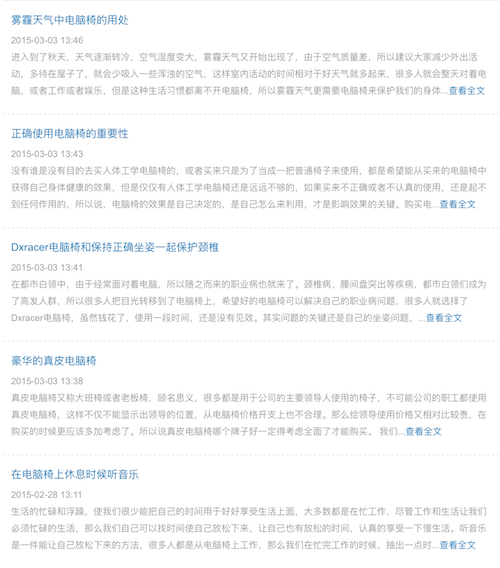 雾霾天气中电脑椅的用处
2015-03-03 13:46
进入到了秋天，天气逐渐转冷，空气湿度变大，雾霾天气又开始出现了，由于空气质量差，所以建议大家减少外出活
动，多待在屋子了，就会少吸入一些浑浊的空气，这样室内活动的时间相对于好天气就多起来，很多人就会整天对着电
脑，或者工作或者娱乐，但是这种生活习惯都离不开电脑椅，所以雾霾天气更需要电脑椅来保护我们的身体...查看全文
正确使用电脑椅的重要性
2015-03-03 13:43
没有谁是没有目的去买人体工学电脑椅的，或者买来只是为了当成一把普通椅子来使用，都是希望能从买来的电脑椅中
获得自己身体健康的效果，但是仅仅有人体工学电脑椅还是远远不够的，如果买来不正确或者不认真的使用，还是起不
到任何作用的，所以说，电脑椅的效果是自己决定的，是自己怎么来利用，才是影响效果的关键。购买电...查看全文
Dxracer电脑椅和保持正确坐姿一起保护颈椎
2015-03-03 13:41
在都市白领中，由于经常面对着电脑，所以随之而来的职业病也就来了。颈椎病、腰间盘突出等疾病，都市白领们成为
了高发人群，所以很多人把目光转移到了电脑椅上，希望好的电脑椅可以解决自己的职业病问题，很多人就选择了
Dxracer电脑椅，虽然钱花了，使用一段时间，还是没有见效。其实问题的关键还是自己的坐姿问题，...查看全文
豪华的真皮电脑椅
2015-03-03 13:38
真皮电脑椅又称大班椅或者老板椅，顾名思义，很多都是用于公司的主要领导人使用的椅子，不可能公司的职工都使用
真皮电脑椅，这样不仅不能显示出领导的位置，从电脑椅价格开支上也不合理。那么给领导使用价格又相对比较贵，在
购买的时候更应该多加考虑了。所以说真皮电脑椅哪个牌子好一定得考虑全面了才能购买。 我们...查看全文
在电脑椅上休息时候听音乐
2015-02-28 13:11
生活的忙碌和浮躁，使我们很少能把自己的时间用于好好享受生活上面，大多数都是在忙工作，尽管工作和生活让我们
必须忙碌的生活，那么我们自己可以找时间使自己放松下来，让自己也有放松的时间，认真的享受一下慢生活。听音乐
是一件能让自己放松下来的方法，很多人都是从电脑椅上工作，那么我们在忙完工作的时候，抽出一点时...查看全文